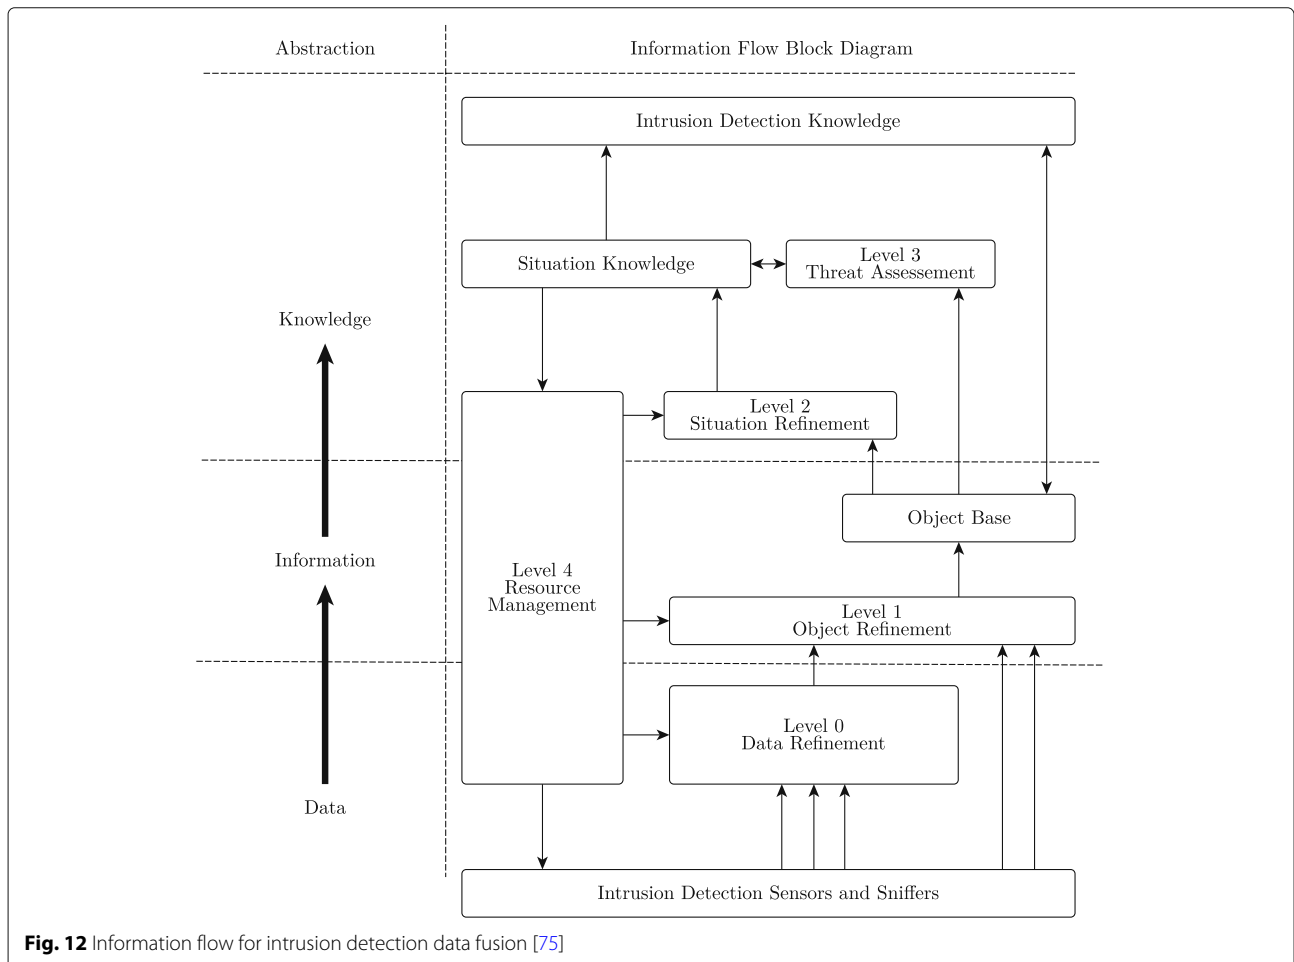 Abstraction
Information Flow Block Diagram
Intrusion Detection Knowledge
Situation Knowledge
Level 3
Threat Assessement
Knowledge
Level 2
Situation Refinement
Object Base
Information
Level 4
Resource
Management
Level 1
Object Refinement
Level 0
Data Refinement
Data
Intrusion Detection Sensors and Sniffers
Fig. 12 Information flow for intrusion detection data fusion [75]